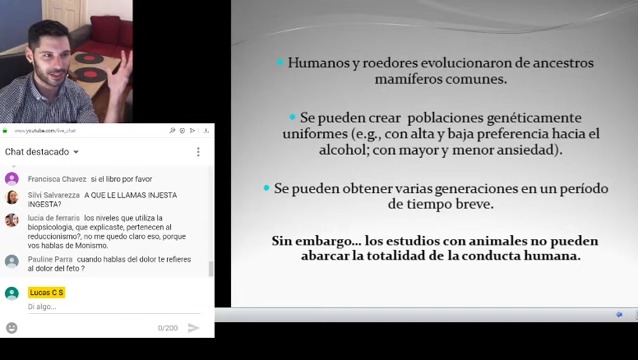 www.youtube.com/live_chat
Chat destacado
Francisca Chavez si el libro por favor
Silvi Salvarezza A QUE LE LLAMAS INJESTA
INGESTA?
lucia de ferraris los niveles que utiliza la
biopsicologia, que explicaste, pertenecen al
reduccionismo?, no me quedo claro eso, porque
vos hablas de Monismo.
Pauline Parra cuando hablas del dolor te refieres
al dolor del feto ?
Lucas C S
Di algo...
0/200
Humanos y roedores evolucionaron de ancestros
mamíferos comunes.
Se pueden crear poblaciones genéticamente
uniformes (e.g., con alta y baja preferencia hacia el
alcohol; con mayor y menor ansiedad).
Se pueden obtener varias generaciones en un período
de tiempo breve.
Sin embargo... los estudios con animales no pueden
abarcar la totalidad de la conducta humana.